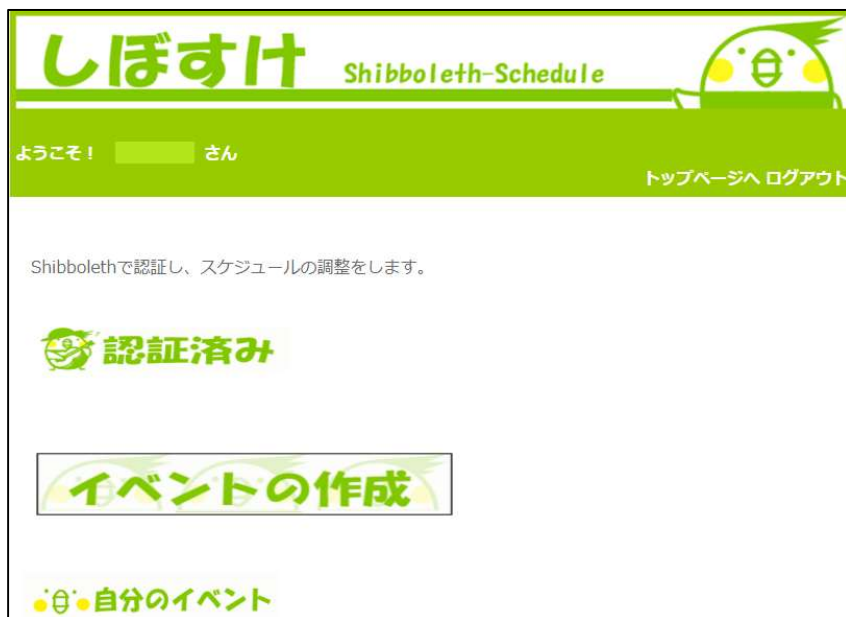 しぼすけ Shibboleth-Schedule
ようこそ！ さん
トップページへ ログアウト
Shibbolethで認証し、スケジュールの調整をします。
認証済み
イベントの作成
自分のイベント